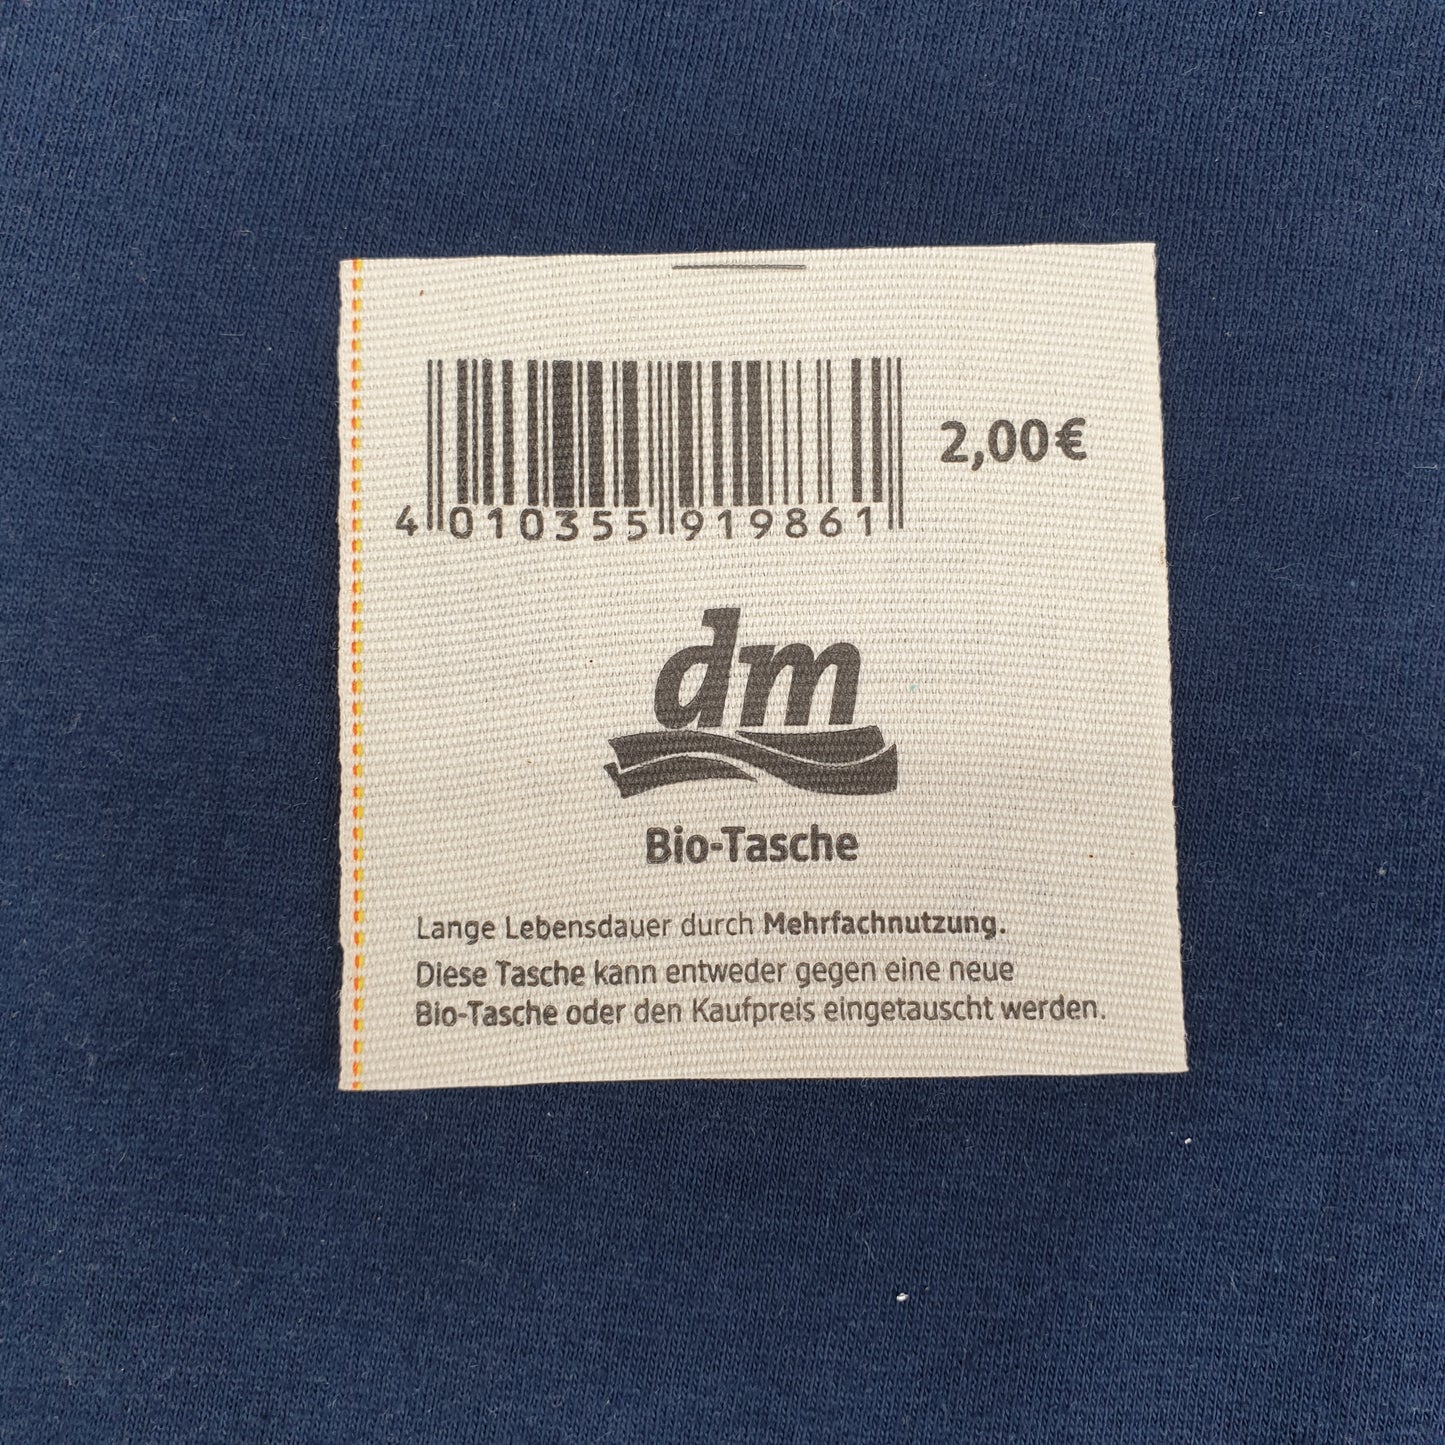 2,00€
4 010355 919861
dm
Bio-Tasche
Lange Lebensdauer durch Mehrfachnutzung.
Diese Tasche kann entweder gegen eine neue
Bio-Tasche oder den Kaufpreis eingetauscht werden.